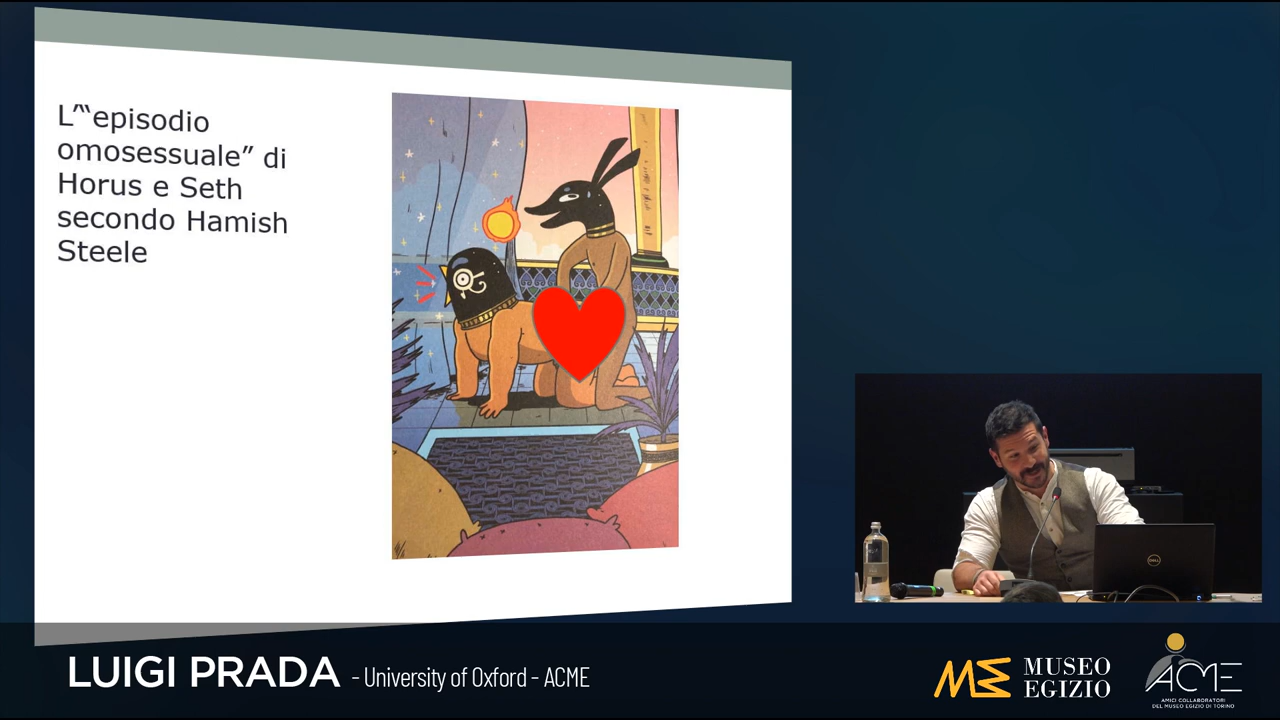 L’“episodio
omosessuale” di
Horus e Seth
secondo Hamish
Steele
DELL
LUIGI PRADA - University of Oxford - ACME
MUSEO
EGIZIO
ACME
AMICI COLLABORATORI
DEL MUSEO EGIZIO DI TORINO